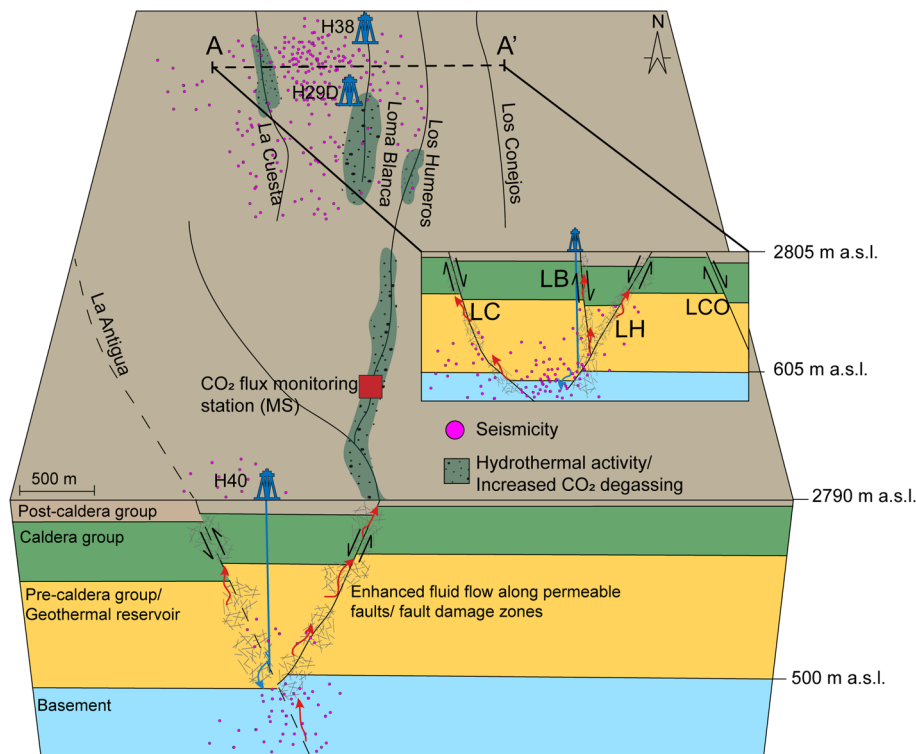 H38
N
A
A’
H29D
La Cuesta
Loma Blanca
Los Humeros
Los Conejos
2805 m a.s.l.
LB
LC
LH
LCO
605 m a.s.l.
La Antigua
CO₂ flux monitoring
station (MS)
Seismicity
Hydrothermal activity/
Increased CO₂ degassing
500 m
H40
2790 m a.s.l.
Post-caldera group
Caldera group
Pre-caldera group/
Geothermal reservoir
Enhanced fluid flow along permeable
faults/ fault damage zones
500 m a.s.l.
Basement